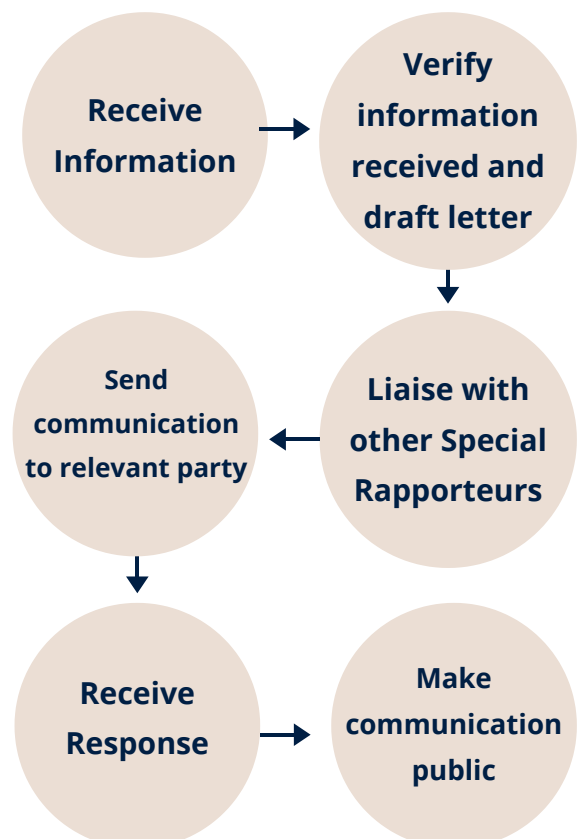 Receive
Information
Verify
information
received and
draft letter
Liaise with
other Special
Rapporteurs
Send
communication
to relevant party
Receive
Response
Make
communication
public